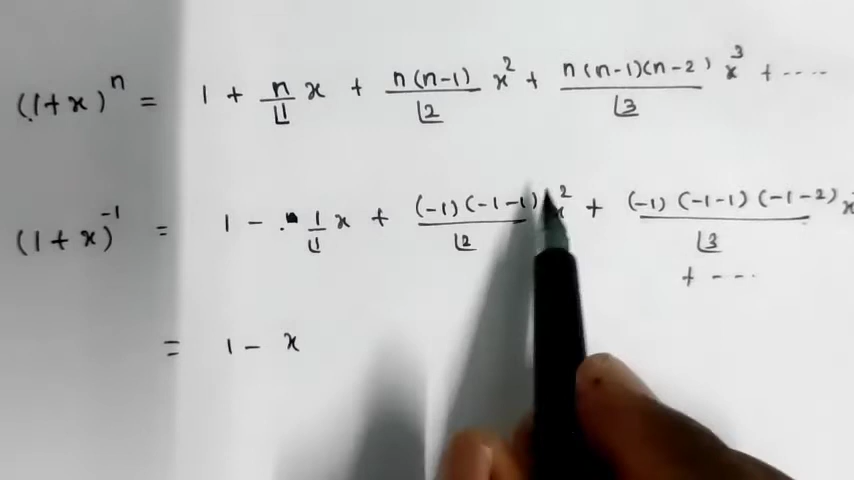 (1+x)^n = 1 + n/⌊1 x + n(n-1)/⌊2 x^2 + n(n-1)(n-2)/⌊3 x^3 + ----
(1+x)^-1 = 1 - 1/⌊1 x + (-1)(-1-1)/⌊2 x^2 + (-1)(-1-1)(-1-2)/⌊3 x
+ ----
= 1 - x